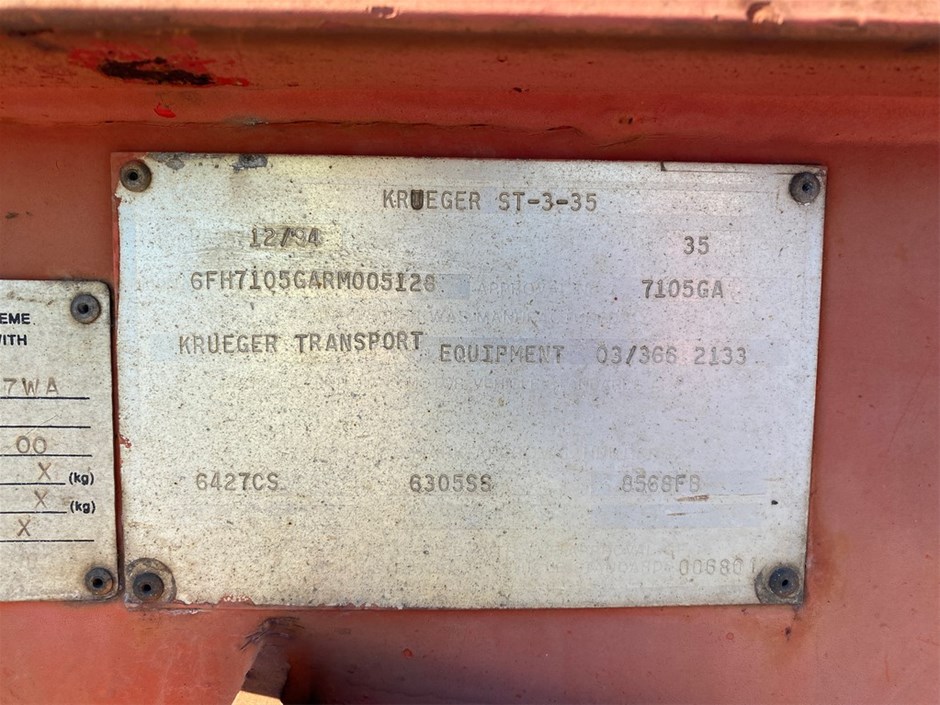 KRUEGER ST-3-35
12/94 35
6FH7105GARM005126 7105GA
KRUEGER TRANSPORT EQUIPMENT 03/366 2133
6427CS 6305SS 8568FB
EME
WITH
7WA
00
X (kg)
X (kg)
X